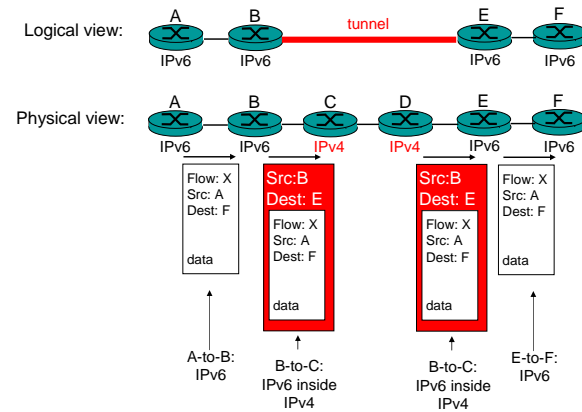 Logical view:
A B E F
tunnel
IPv6 IPv6 IPv6 IPv6
Physical view:
A B C D E F
IPv6 IPv6 IPv4 IPv4 IPv6 IPv6
Flow: X
Src: A
Dest: F
data
Src:B
Dest: E
Flow: X
Src: A
Dest: F
data
Src:B
Dest: E
Flow: X
Src: A
Dest: F
data
Flow: X
Src: A
Dest: F
data
A-to-B:
IPv6
B-to-C:
IPv6 inside
IPv4
B-to-C:
IPv6 inside
IPv4
E-to-F:
IPv6